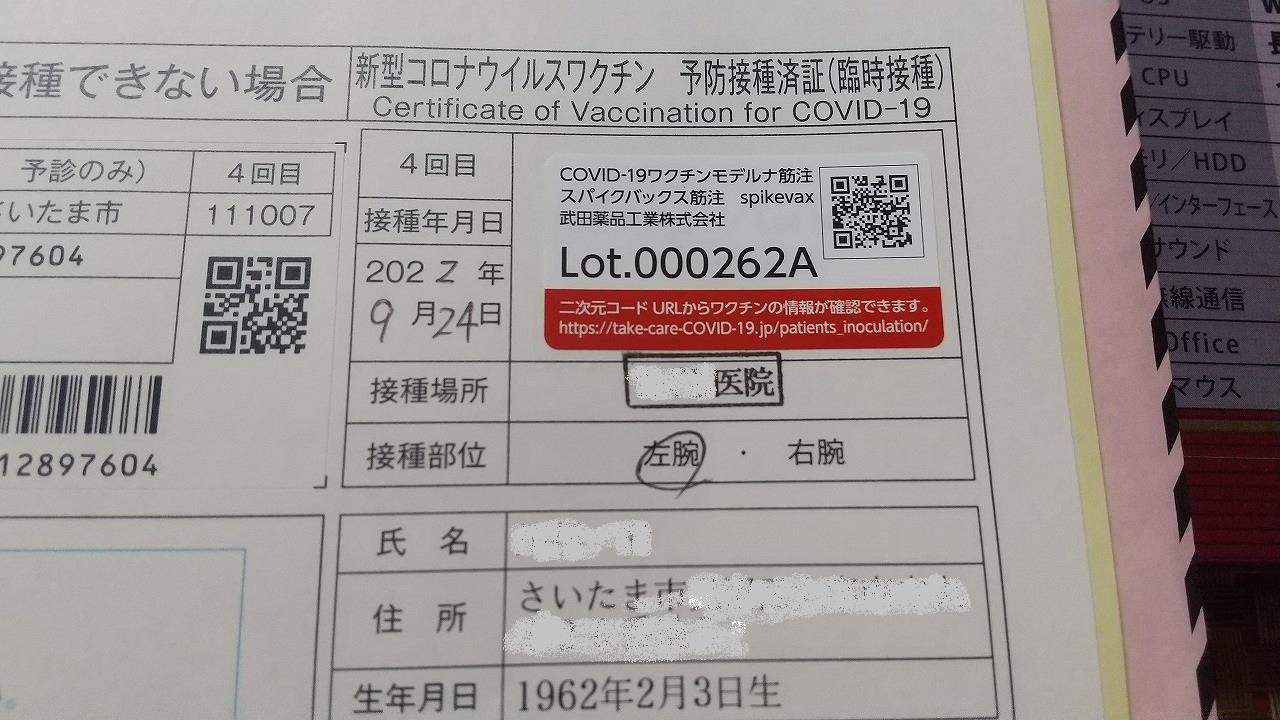 接種できない場合
新型コロナウイルスワクチン 予防接種済証(臨時接種)
Certificate of Vaccination for COVID-19
予診のみ)
4回目
いたま市
111007
97604
12897604
4回目
接種年月日
2022年
9月24日
COVID-19ワクチンモデルナ筋注
スパイクバックス筋注 spikevax
武田薬品工業株式会社
Lot.000262A
二次元コード URLからワクチンの情報が確認できます。
https://take-care-COVID-19.jp/patients_inoculation/
接種場所
医院
接種部位
左腕 ・ 右腕
氏 名
住 所
さいたま市
生年月日
1962年2月3日生
テリー駆動
CPU
ィスプレイ
モリ/HDD
インターフェース
サウンド
無線通信
Office
マウス